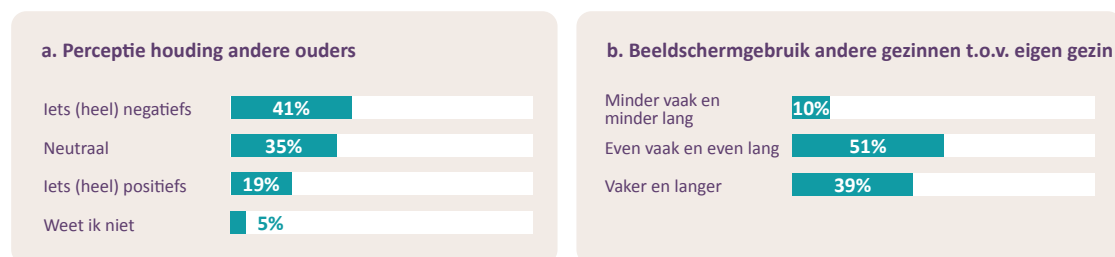 a. Perceptie houding andere ouders
Iets (heel) negatiefs 41%
Neutraal 35%
Iets (heel) positiefs 19%
Weet ik niet 5%
b. Beeldschermgebruik andere gezinnen t.o.v. eigen gezin
Minder vaak en
minder lang 10%
Even vaak en even lang 51%
Vaker en langer 39%